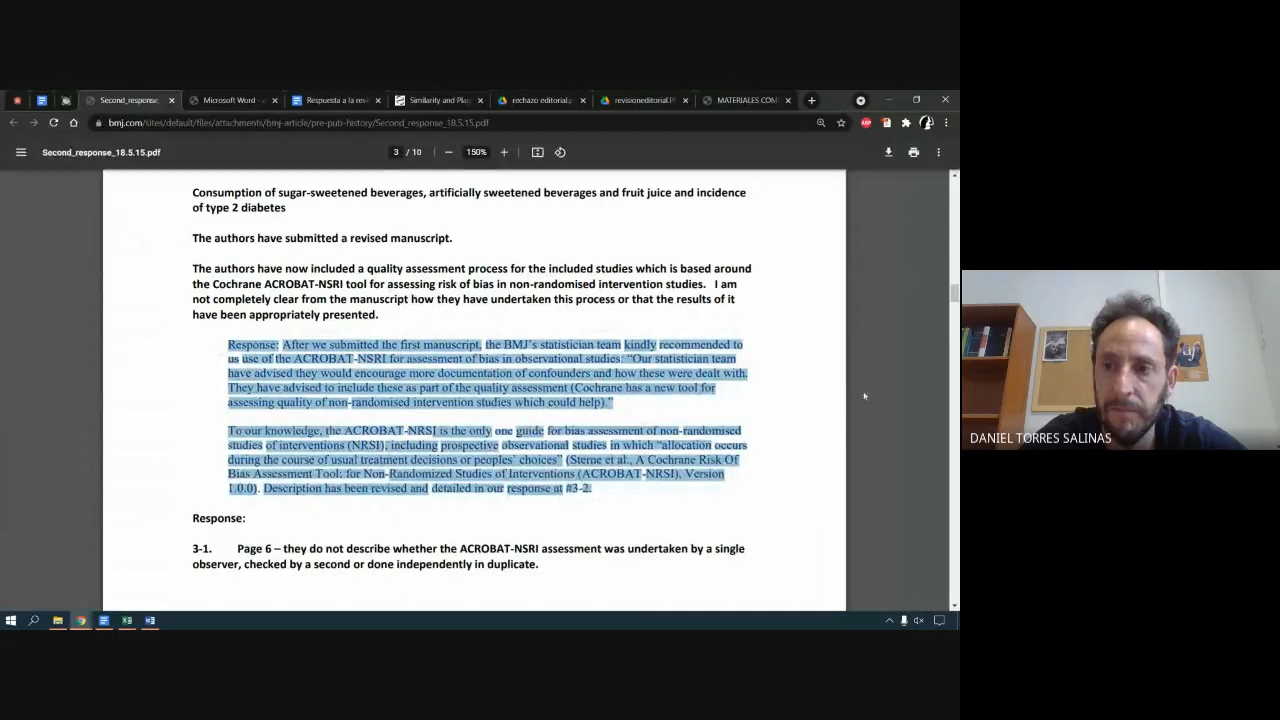 Second_response_
Microsoft Word - e
Respuesta a la revi
Similarity and Plag
rechazo editorial.p
revisioneditorial.P
MATERIALES COM
bmj.com/sites/default/files/attachments/bmj-article/pre-pub-history/Second_response_18.5.15.pdf
Second_response_18.5.15.pdf
3 / 10
150%
Consumption of sugar-sweetened beverages, artificially sweetened beverages and fruit juice and incidence
of type 2 diabetes
The authors have submitted a revised manuscript.
The authors have now included a quality assessment process for the included studies which is based around
the Cochrane ACROBAT-NSRI tool for assessing risk of bias in non-randomised intervention studies. I am
not completely clear from the manuscript how they have undertaken this process or that the results of it
have been appropriately presented.
Response: After we submitted the first manuscript, the BMJ's statistician team kindly recommended to
us use of the ACROBAT-NSRI for assessment of bias in observational studies: “Our statistician team
have advised they would encourage more documentation of confounders and how these were dealt with.
They have advised to include these as part of the quality assessment (Cochrane has a new tool for
assessing quality of non-randomised intervention studies which could help).”
To our knowledge, the ACROBAT-NRSI is the only one guide for bias assessment of non-randomised
studies of interventions (NRSI), including prospective observational studies in which “allocation occurs
during the course of usual treatment decisions or peoples’ choices” (Sterne et al., A Cochrane Risk Of
Bias Assessment Tool: for Non-Randomized Studies of Interventions (ACROBAT-NRSI), Version
1.0.0). Description has been revised and detailed in our response at #3-2.
Response:
3-1. Page 6 – they do not describe whether the ACROBAT-NSRI assessment was undertaken by a single
observer, checked by a second or done independently in duplicate.
DANIEL TORRES SALINAS